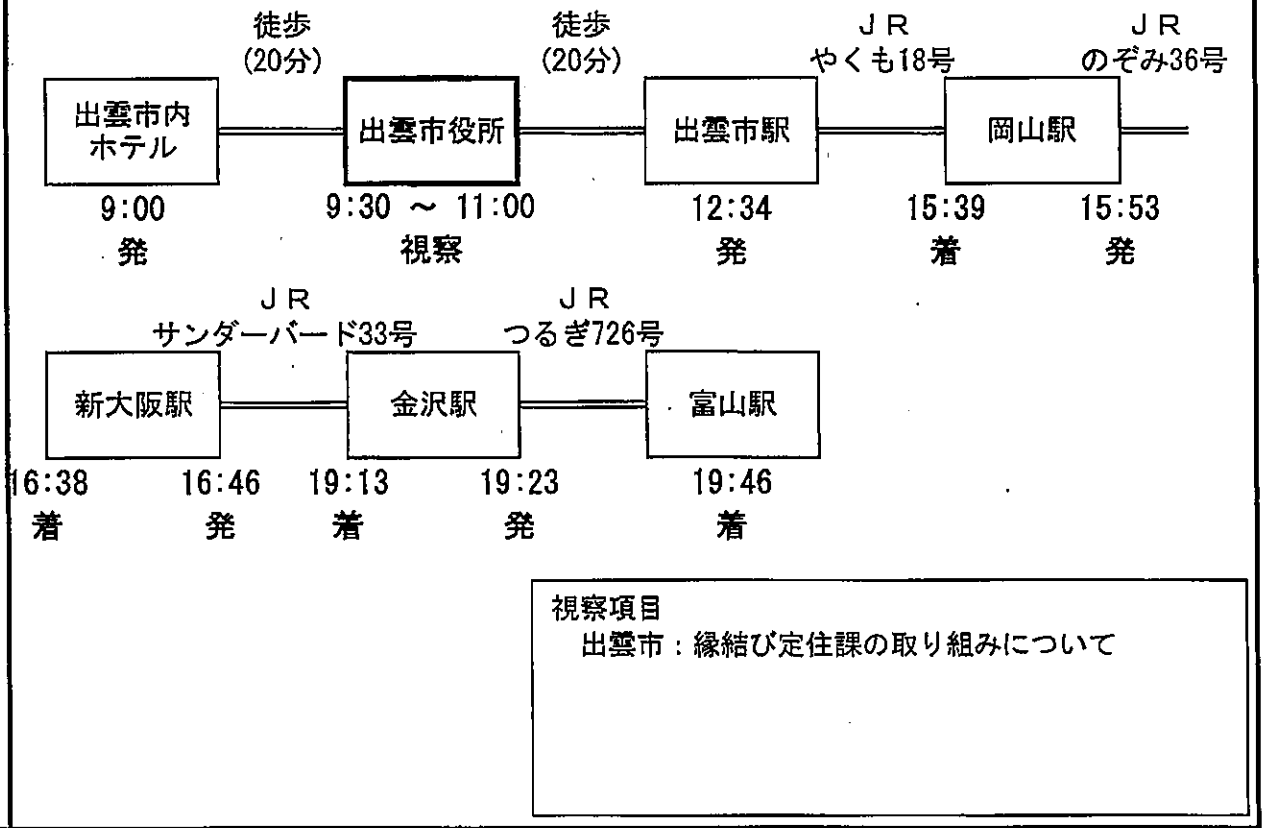 徒歩 徒歩 ＪＲ ＪＲ
(20分) (20分) やくも18号 のぞみ36号
出雲市内
ホテル
出雲市役所
出雲市駅
岡山駅
9:00 9:30 ～ 11:00 12:34 15:39 15:53
発 視察 発 着 発
ＪＲ ＪＲ
サンダーバード33号 つるぎ726号
新大阪駅 金沢駅 富山駅
16:38 16:46 19:13 19:23 19:46
着 発 着 発 着
視察項目
出雲市：縁結び定住課の取り組みについて